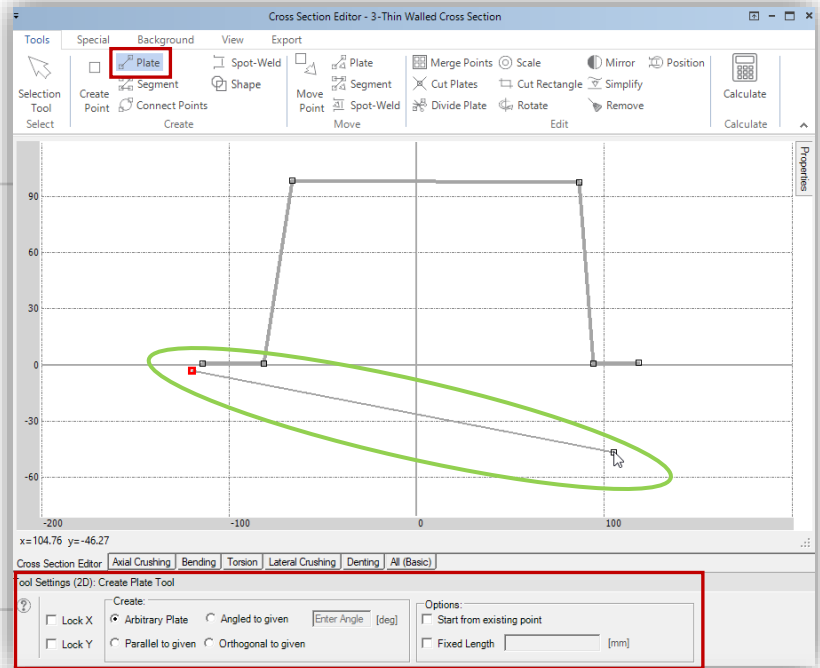 Cross Section Editor - 3-Thin Walled Cross Section
Tools Special Background View Export
Selection Tool
Select
Create Point
Plate
Segment
Connect Points
Spot-Weld
Shape
Create
Move Point
Plate
Segment
Spot-Weld
Move
Merge Points
Cut Plates
Divide Plate
Scale
Cut Rectangle
Rotate
Mirror
Simplify
Remove
Position
Edit
Calculate
Calculate
Properties
90
60
30
0
-30
-60
-200 -100 0 100
x=104.76 y=-46.27
Cross Section Editor Axial Crushing Bending Torsion Lateral Crushing Denting All (Basic)
Tool Settings (2D): Create Plate Tool
?
Lock X
Lock Y
Create:
Arbitrary Plate Angled to given Enter Angle [deg]
Parallel to given Orthogonal to given
Options:
Start from existing point
Fixed Length [mm]